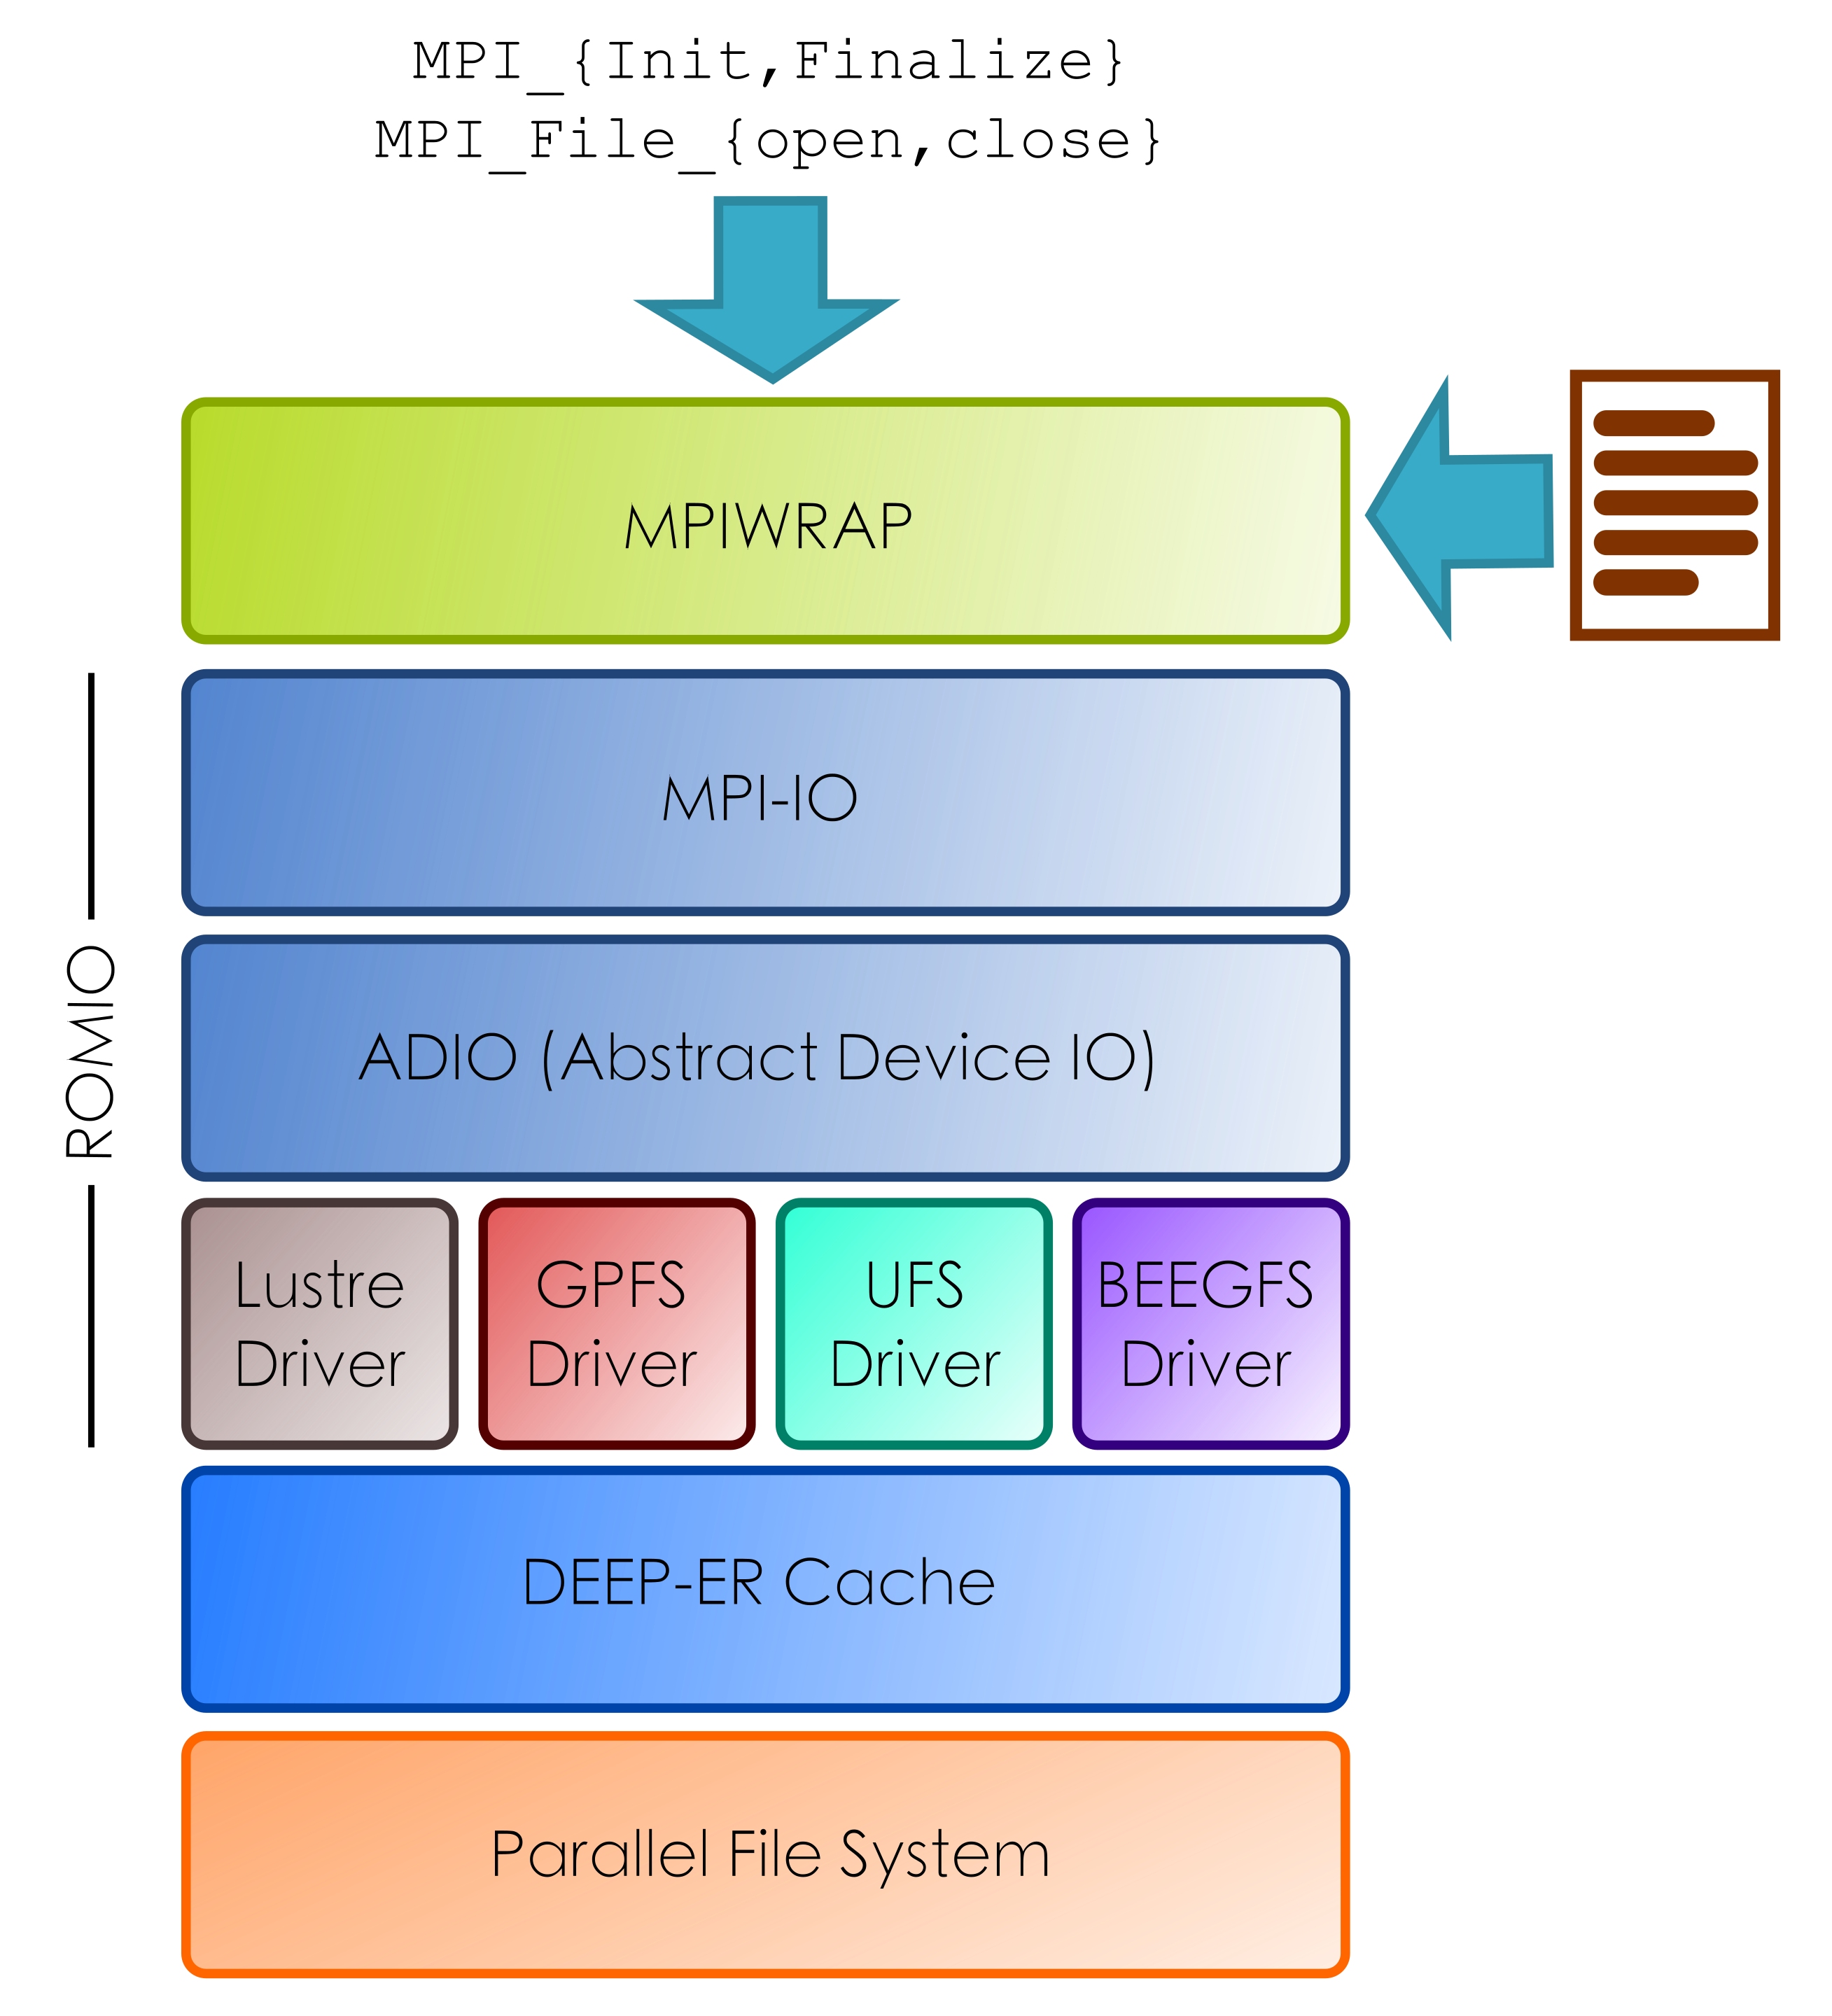 MPI_{Init,Finalize}
MPI_File_{open,close}
MPIWRAP
MPI-IO
ROMIO
ADIO (Abstract Device IO)
Lustre
Driver
GPFS
Driver
UFS
Driver
BEEGFS
Driver
DEEP-ER Cache
Parallel File System